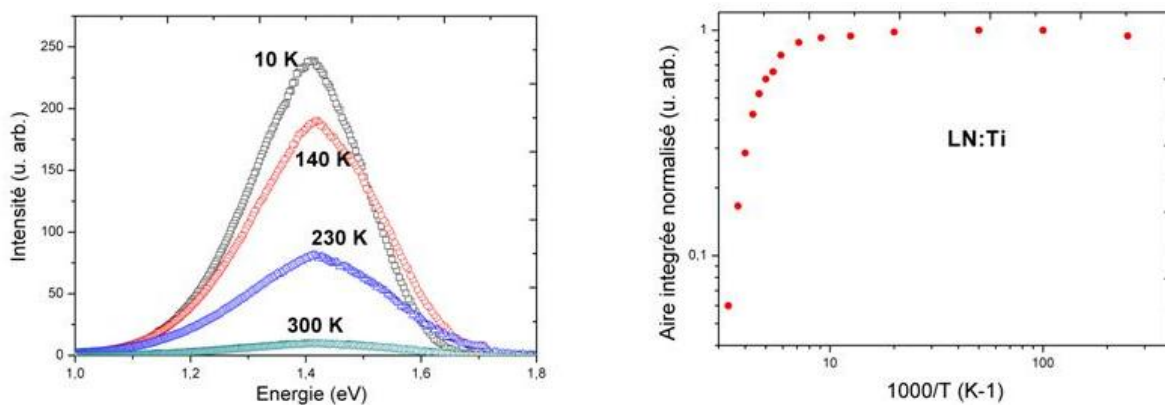 250
200
150
100
50
0
Intensité (u. arb.)
10 K
140 K
230 K
300 K
1,0
1,2
1,4
1,6
1,8
Energie (eV)
1
0,1
Aire integrée normalisé (u. arb.)
LN:Ti
10
100
1000/T (K-1)